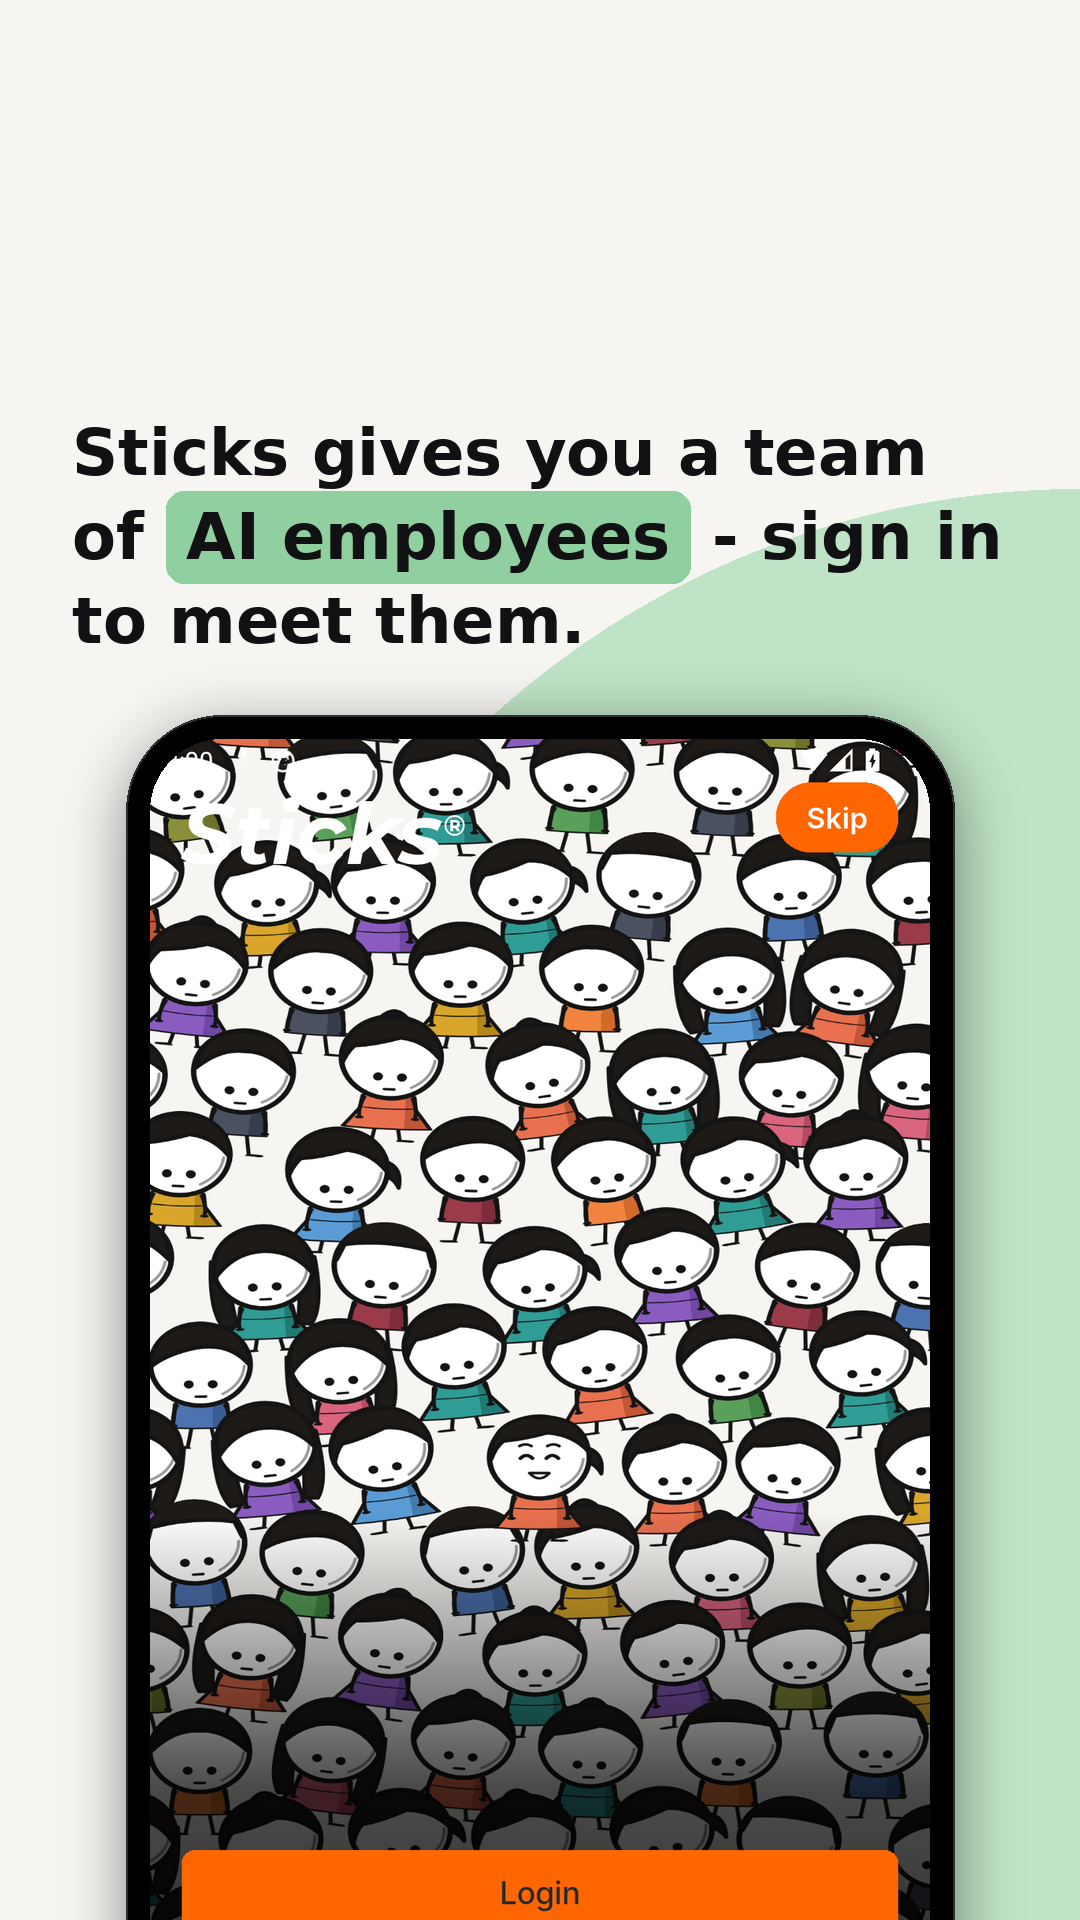 Sticks gives you a team
of AI employees - sign in
to meet them.
Sticks®
Skip
Login